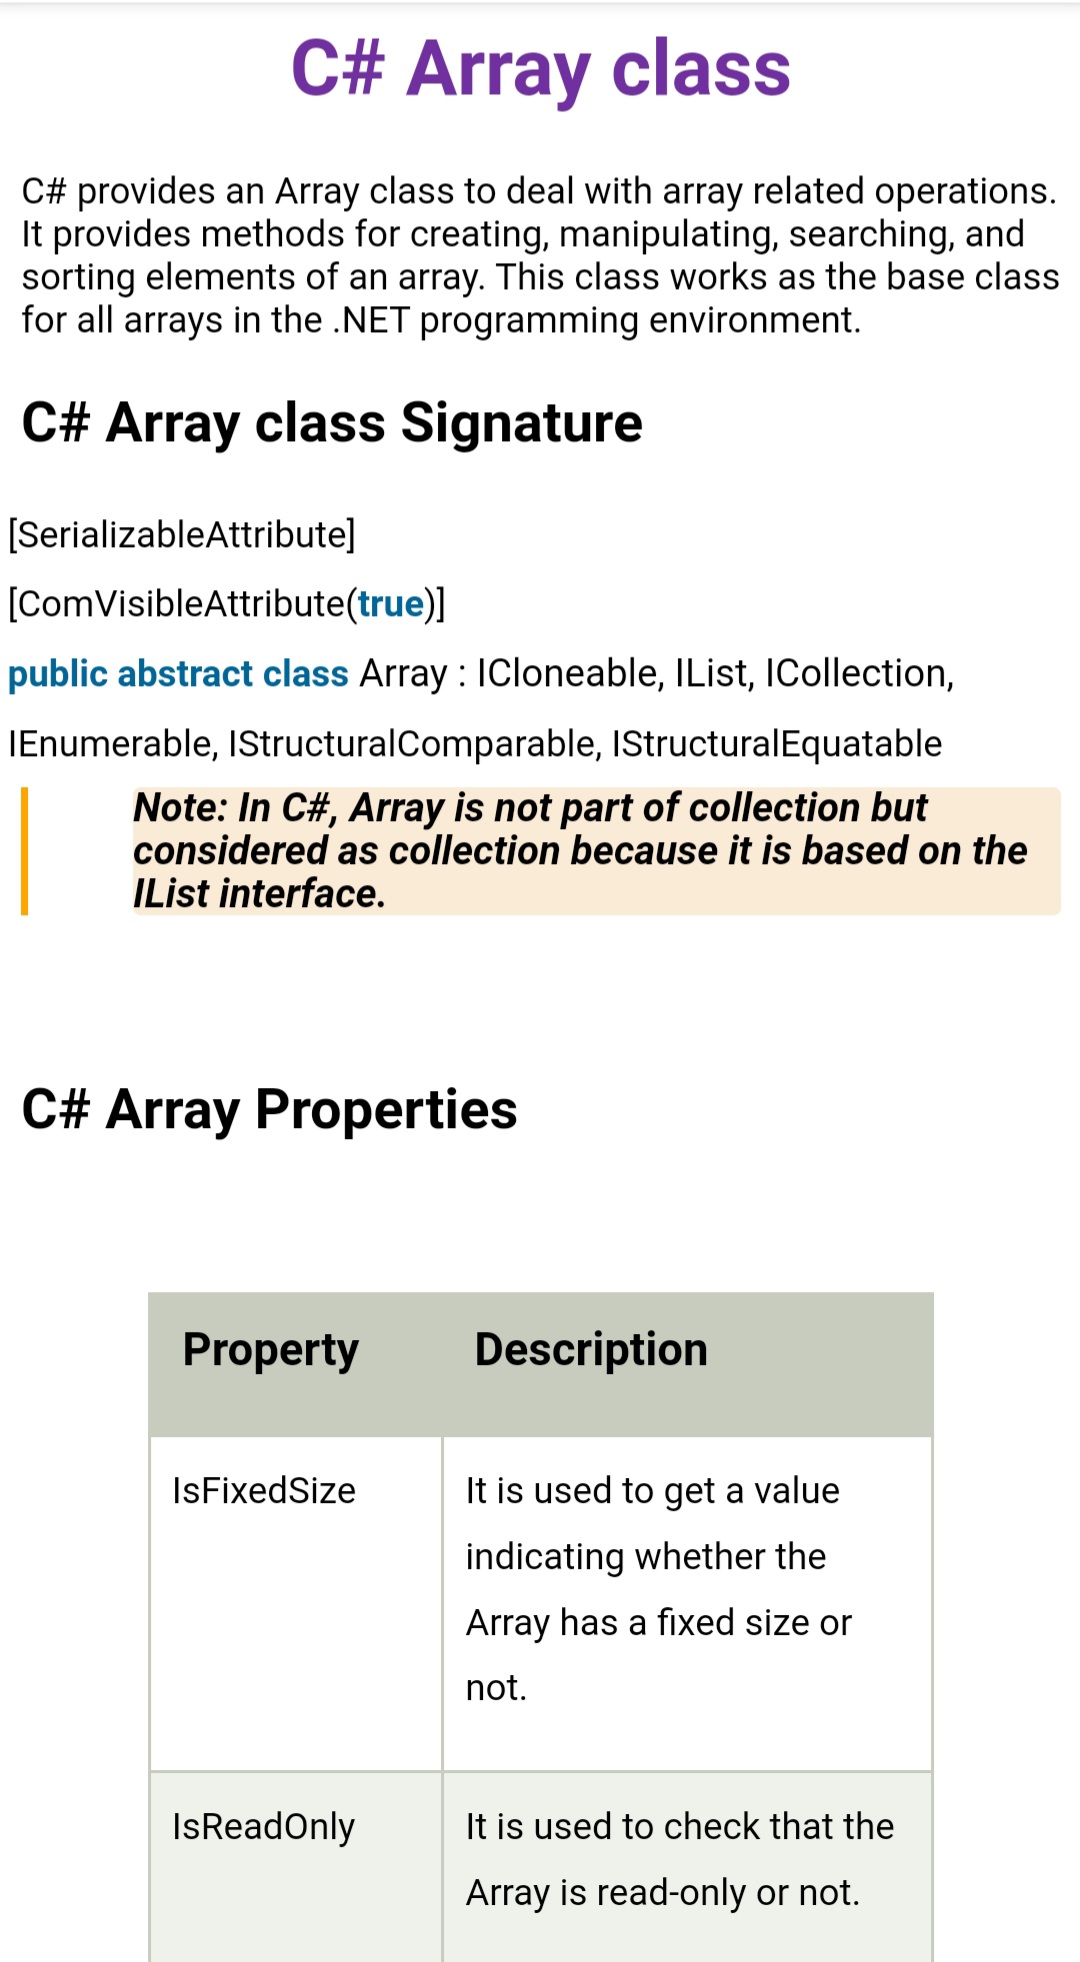 C# Array class
C# provides an Array class to deal with array related operations.
It provides methods for creating, manipulating, searching, and
sorting elements of an array. This class works as the base class
for all arrays in the .NET programming environment.
C# Array class Signature
[SerializableAttribute]
[ComVisibleAttribute(true)]
public abstract class Array : ICloneable, IList, ICollection,
IEnumerable, IStructuralComparable, IStructuralEquatable
Note: In C#, Array is not part of collection but
considered as collection because it is based on the
IList interface.
C# Array Properties
Property Description
IsFixedSize It is used to get a value
indicating whether the
Array has a fixed size or
not.
IsReadOnly It is used to check that the
Array is read-only or not.